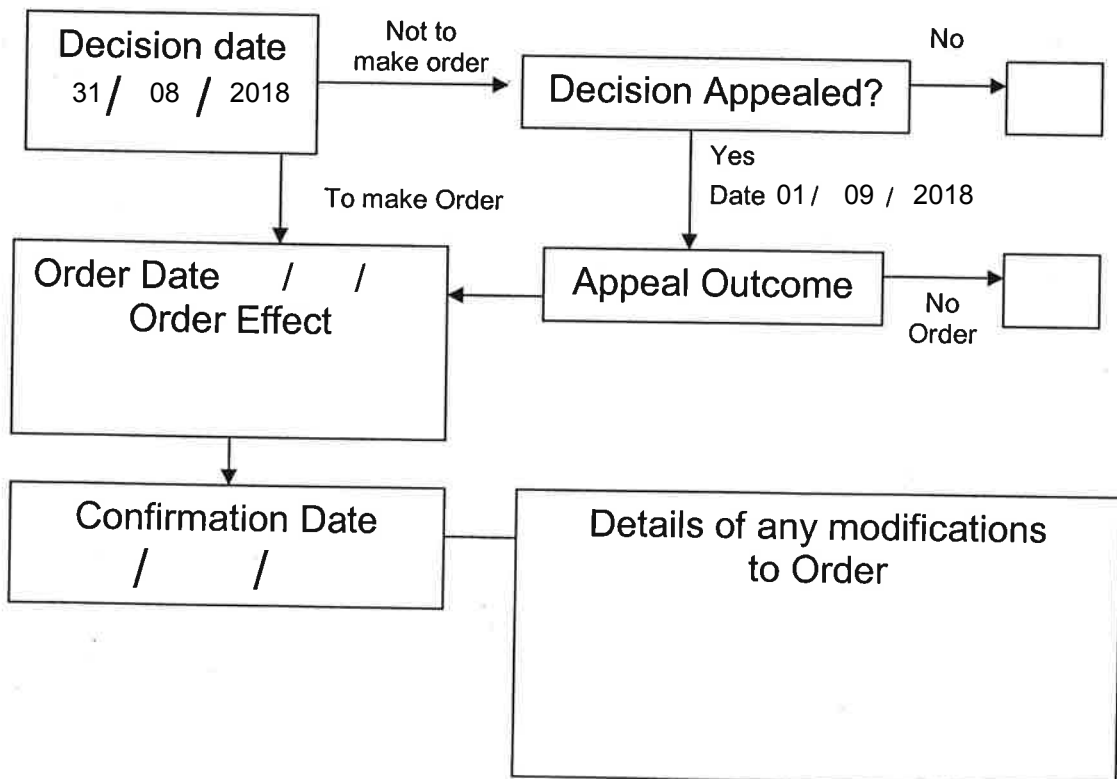 Decision date
31 / 08 / 2018
Not to
make order
Decision Appealed?
No
Yes
Date 01 / 09 / 2018
To make Order
Order Date / /
Order Effect
Appeal Outcome
No
Order
Confirmation Date
/ /
Details of any modifications
to Order